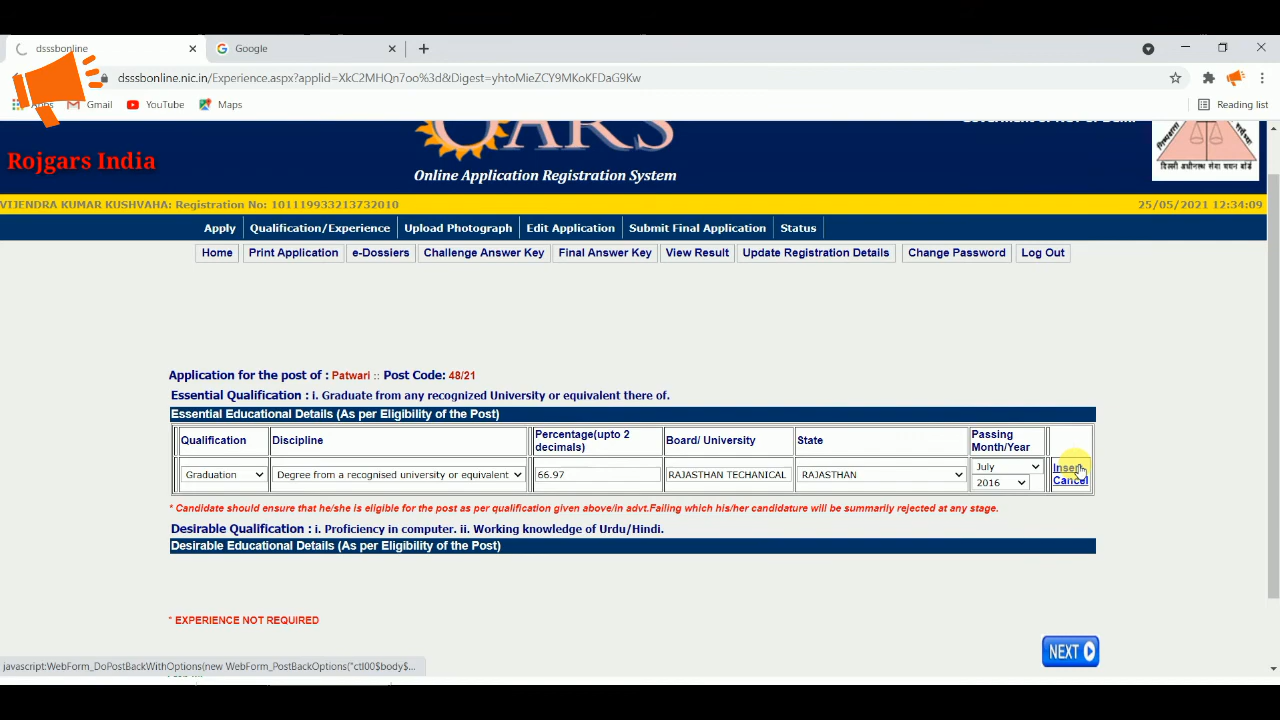 dsssbonline
Google
dsssbonline.nic.in/Experience.aspx?applid=XkC2MHQn7oo%3d&Digest=yhtoMieZCY9MKoKFDaG9Kw
Gmail YouTube Maps Reading list
OARS
Rojgars India
Online Application Registration System
दिल्ली अधीनस्थ सेवा चयन बोर्ड
VIJENDRA KUMAR KUSHVAHA: Registration No: 101119933213732010 25/05/2021 12:34:09
Apply Qualification/Experience Upload Photograph Edit Application Submit Final Application Status
Home Print Application e-Dossiers Challenge Answer Key Final Answer Key View Result Update Registration Details Change Password Log Out
Application for the post of : Patwari :: Post Code: 48/21
Essential Qualification : i. Graduate from any recognized University or equivalent there of.
Essential Educational Details (As per Eligibility of the Post)
Qualification Discipline Percentage(upto 2 decimals) Board/ University State Passing Month/Year
Graduation Degree from a recognised university or equivalent 66.97 RAJASTHAN TECHANICAL RAJASTHAN July 2016 Insert Cancel
* Candidate should ensure that he/she is eligible for the post as per qualification given above/in advt.Failing which his/her candidature will be summarily rejected at any stage.
Desirable Qualification : i. Proficiency in computer. ii. Working knowledge of Urdu/Hindi.
Desirable Educational Details (As per Eligibility of the Post)
* EXPERIENCE NOT REQUIRED
NEXT
javascript:WebForm_DoPostBackWithOptions(new WebForm_PostBackOptions("ctl00$body$...